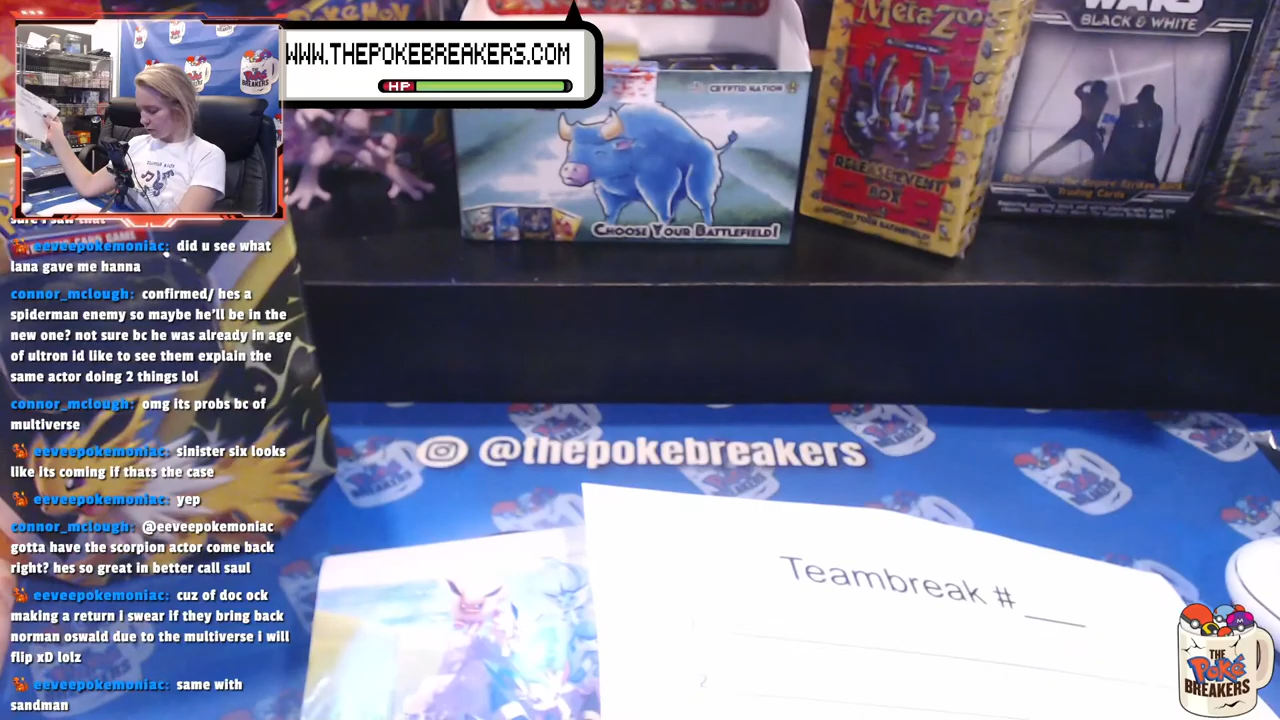 WWW.THEPOKEBREAKERS.COM
HP
CRYPTID NATION
CHOOSE YOUR BATTLEFIELD!
MetaZoo
RELEASE EVENT
BOX
WARS
BLACK & WHITE
Trading Cards
sure i saw that
eeveepokemoniac: did u see what
lana gave me hanna
connor_mclough: confirmed/ hes a
spiderman enemy so maybe he'll be in the
new one? not sure bc he was already in age
of ultron id like to see them explain the
same actor doing 2 things lol
connor_mclough: omg its probs bc of
multiverse
eeveepokemoniac: sinister six looks
like its coming if thats the case
eeveepokemoniac: yep
connor_mclough: @eeveepokemoniac
gotta have the scorpion actor come back
right? hes so great in better call saul
eeveepokemoniac: cuz of doc ock
making a return i swear if they bring back
norman oswald due to the multiverse i will
flip xD lolz
eeveepokemoniac: same with
sandman
@thepokebreakers
Teambreak # ___
THE
Poké
BREAKERS